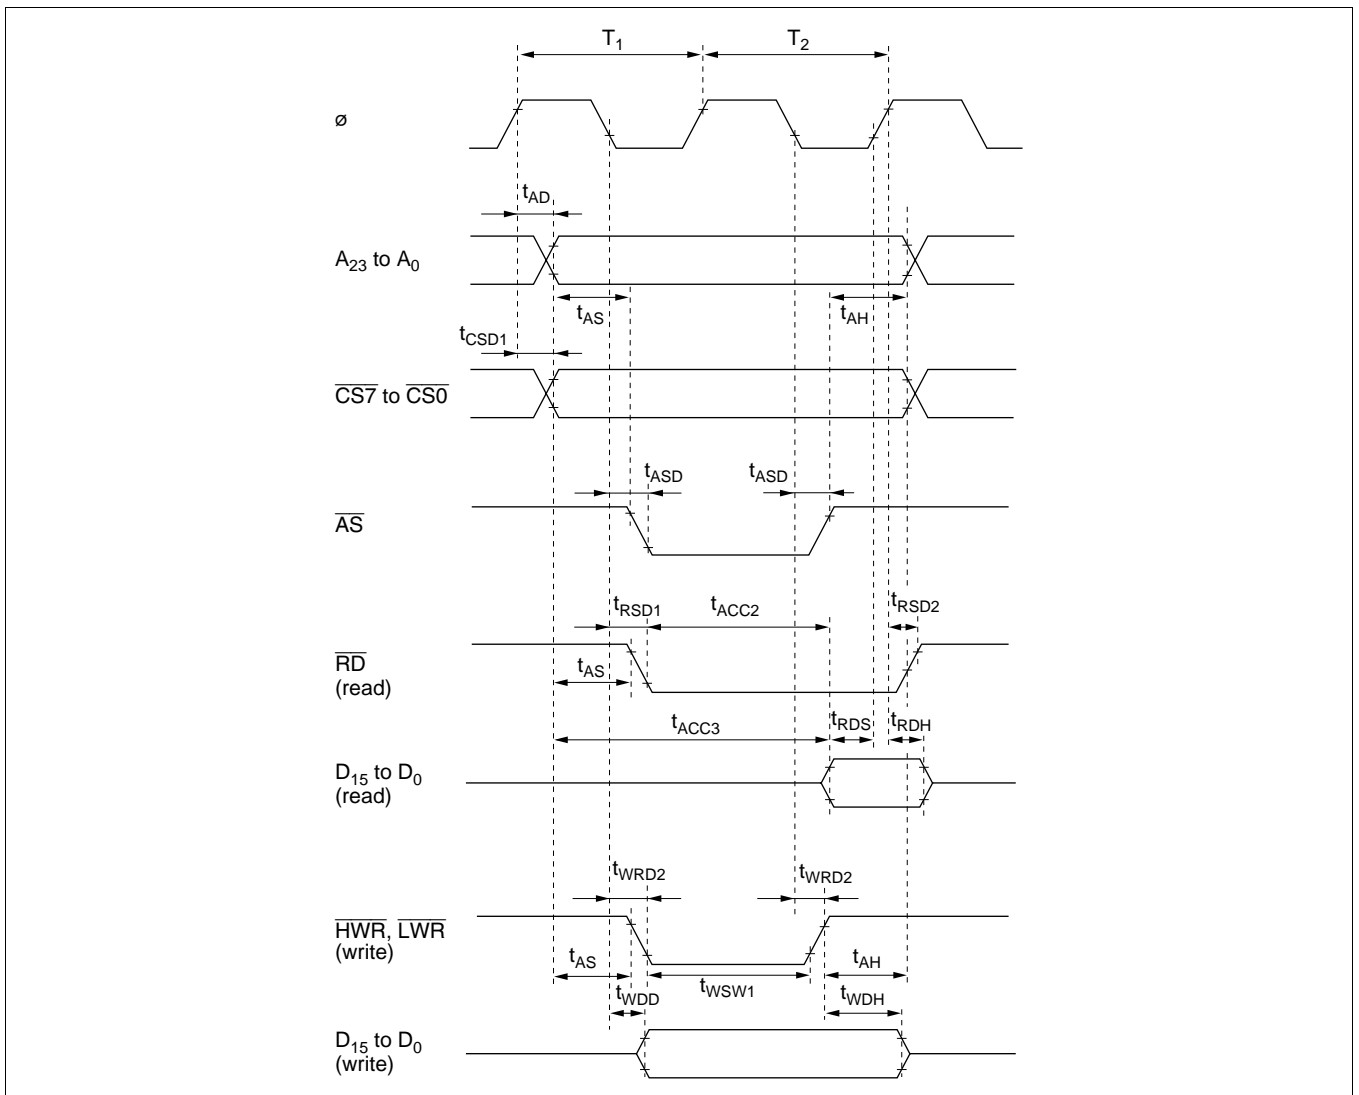 T1 T2
ø
tAD
A23 to A0
tAS tAH
tCSD1
CS7 to CS0
tASD tASD
AS
tRSD1 tACC2 tRSD2
RD
(read)
tAS
tACC3 tRDS tRDH
D15 to D0
(read)
tWRD2 tWRD2
HWR, LWR
(write)
tAS tAH
tWDD tWSW1 tWDH
D15 to D0
(write)